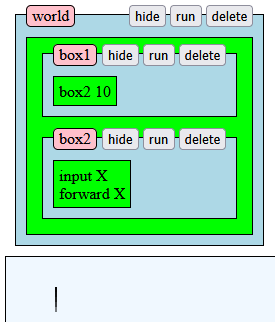 world hide run delete
box1 hide run delete
box2 10
box2 hide run delete
input X
forward X